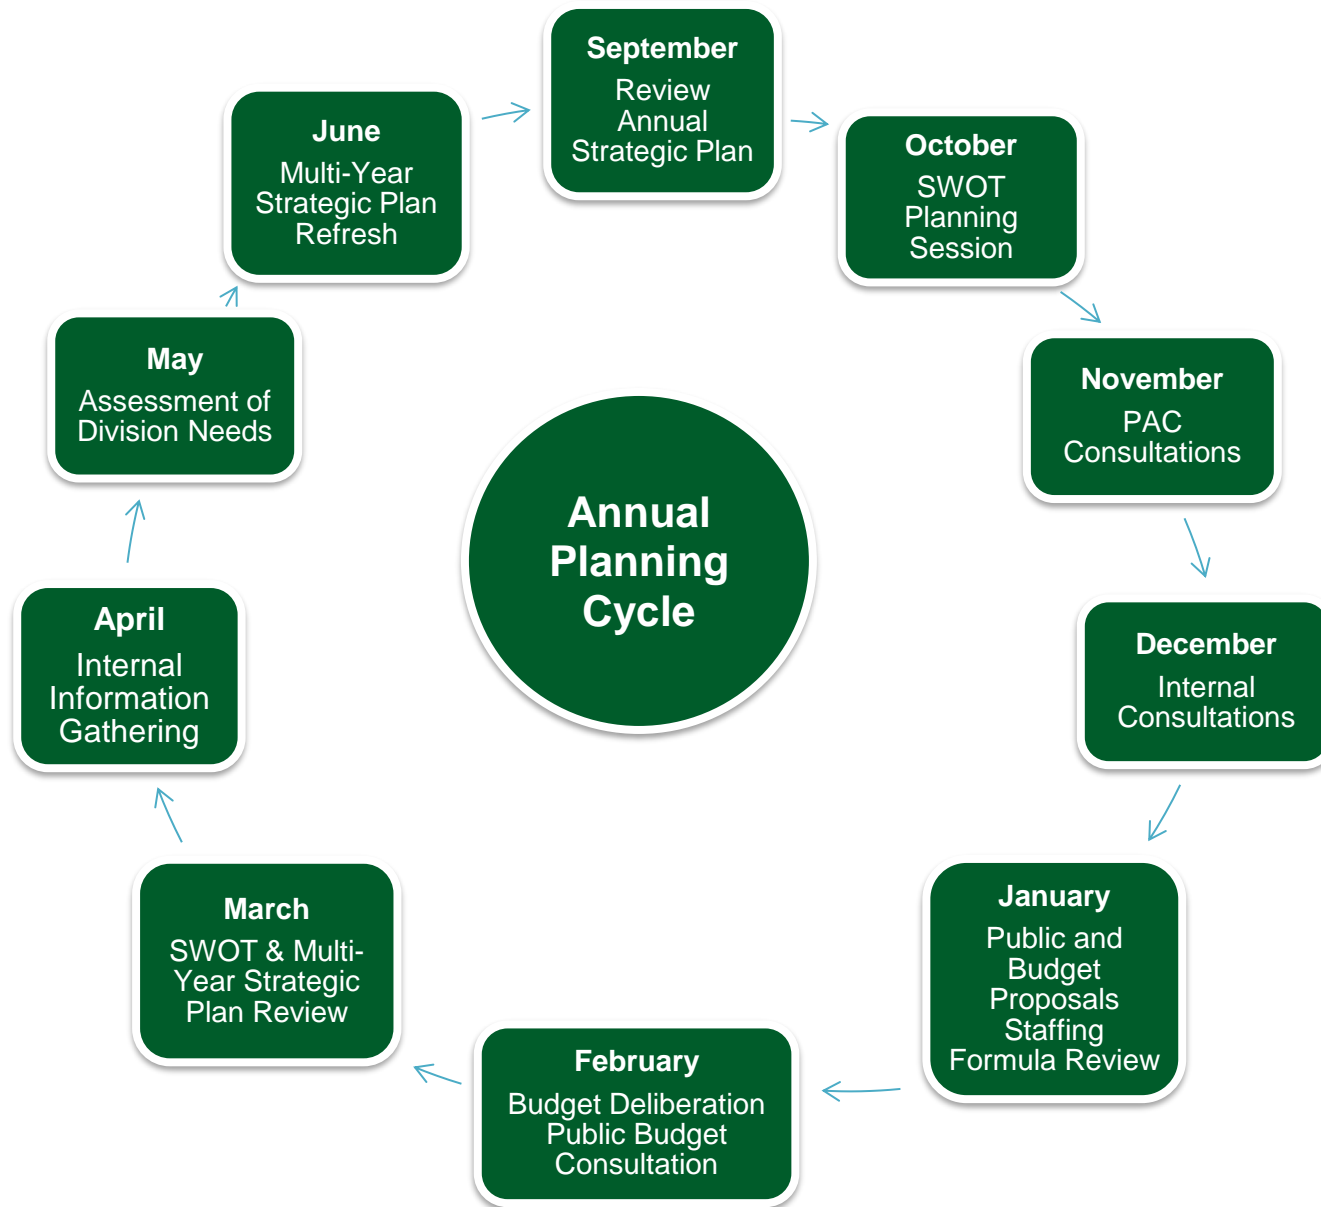 September
Review
Annual
Strategic Plan
October
SWOT
Planning
Session
November
PAC
Consultations
December
Internal
Consultations
January
Public and
Budget
Proposals
Staffing
Formula Review
February
Budget Deliberation
Public Budget
Consultation
March
SWOT & Multi-
Year Strategic
Plan Review
April
Internal
Information
Gathering
May
Assessment of
Division Needs
June
Multi-Year
Strategic Plan
Refresh
Annual
Planning
Cycle